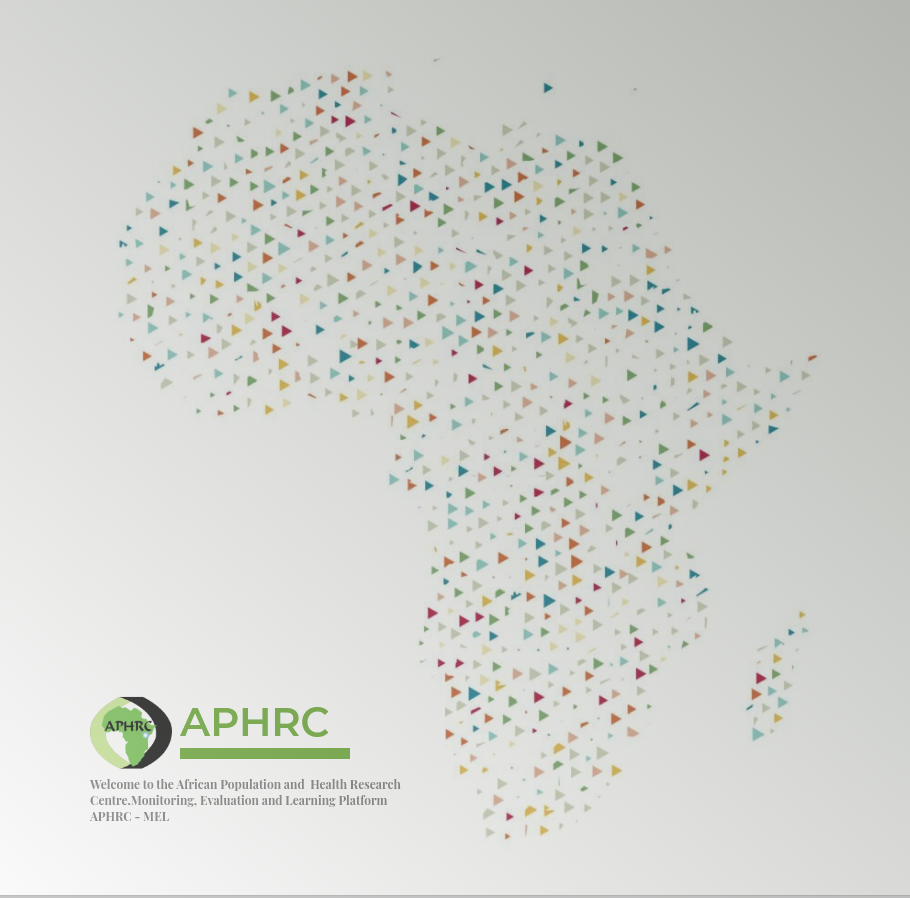 APHRC
APHRC
Welcome to the African Population and Health Research
Centre.Monitoring, Evaluation and Learning Platform
APHRC - MEL